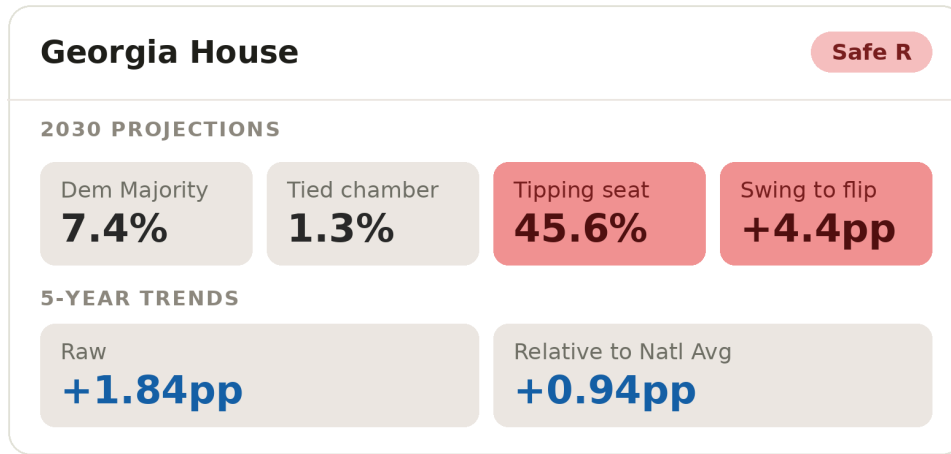 Georgia House
Safe R
2030 PROJECTIONS
Dem Majority
7.4%
Tied chamber
1.3%
Tipping seat
45.6%
Swing to flip
+4.4pp
5-YEAR TRENDS
Raw
+1.84pp
Relative to Natl Avg
+0.94pp